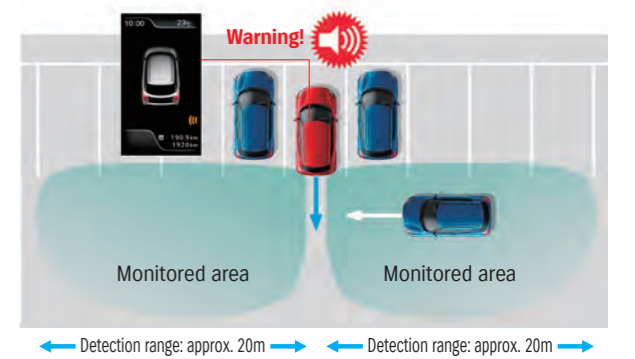 10:00 23°c
Warning!
190.9km
1920km
Monitored area
Monitored area
Detection range: approx. 20m
Detection range: approx. 20m